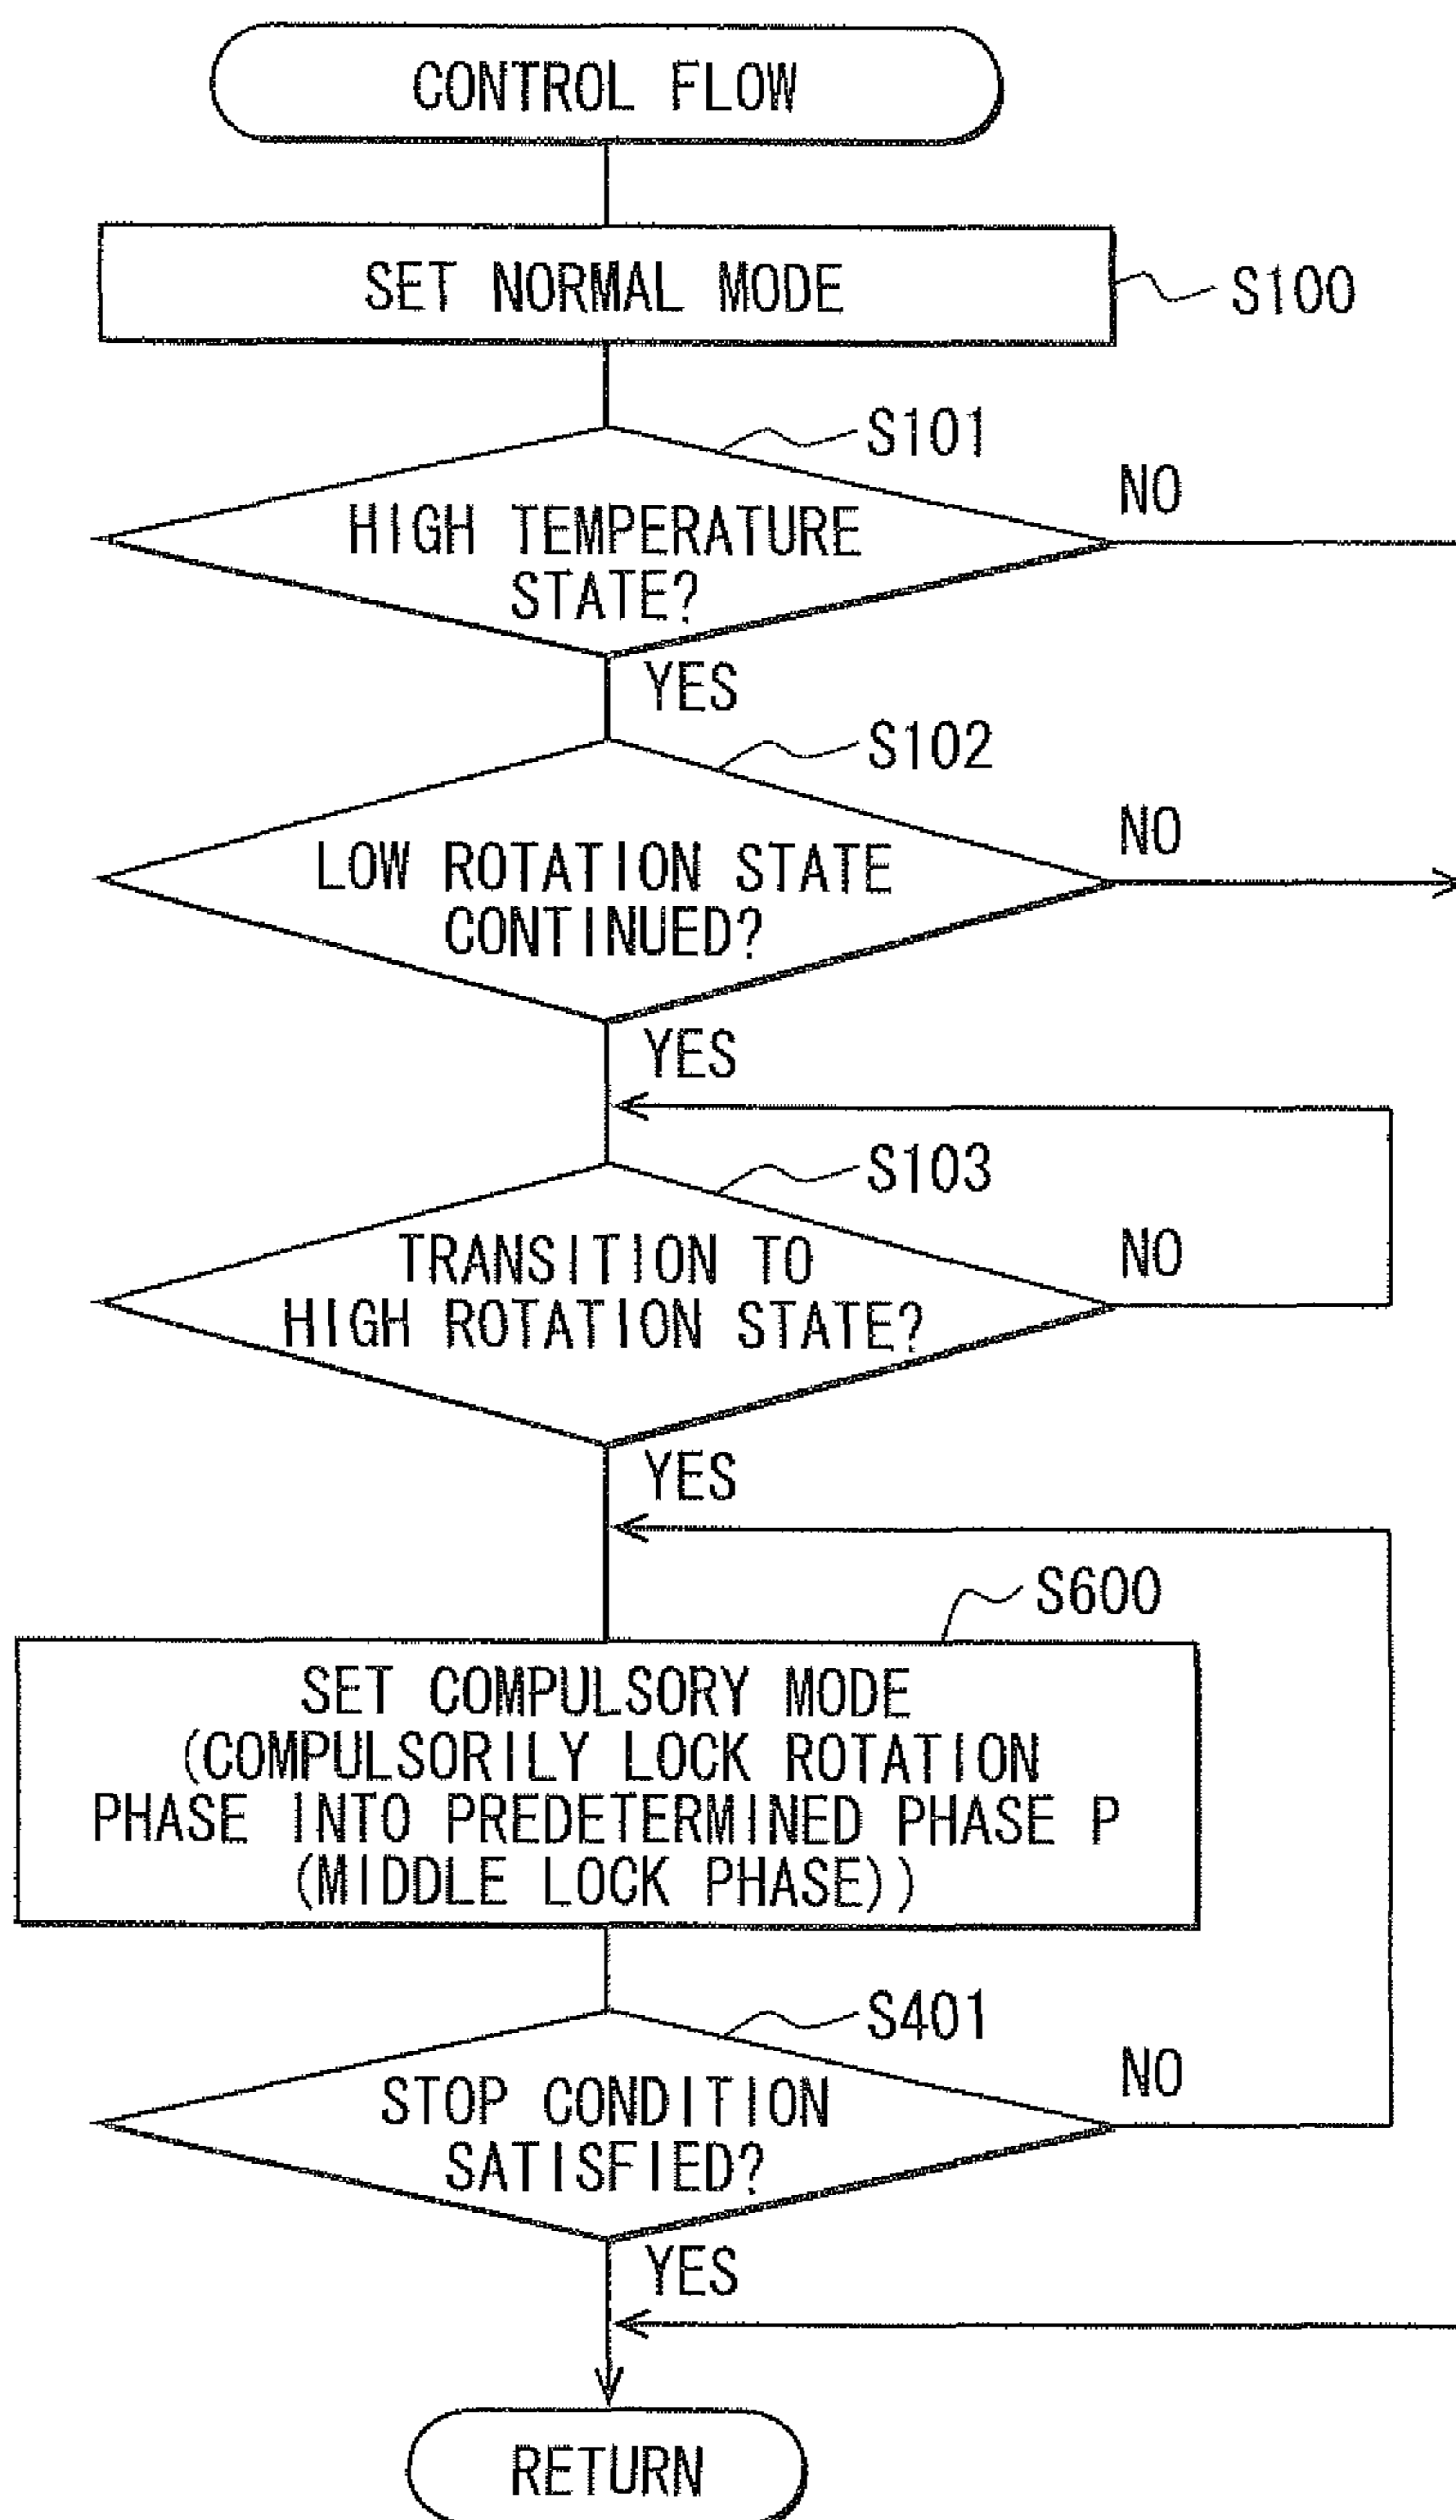 CONTROL FLOW
SET NORMAL MODE
S100
S101
HIGH TEMPERATURE
STATE?
NO
YES
S102
LOW ROTATION STATE
CONTINUED?
NO
YES
S103
TRANSITION TO
HIGH ROTATION STATE?
NO
YES
S600
SET COMPULSORY MODE
(COMPULSORILY LOCK ROTATION
PHASE INTO PREDETERMINED PHASE P
(MIDDLE LOCK PHASE))
S401
STOP CONDITION
SATISFIED?
NO
YES
RETURN